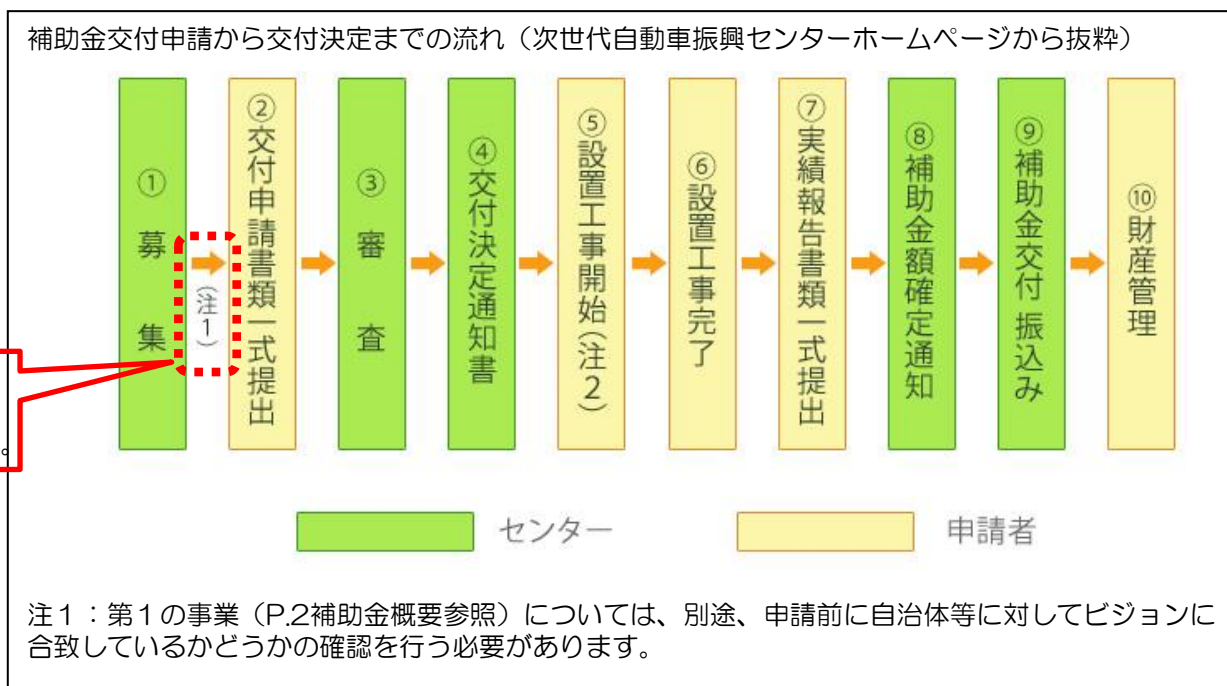 補助金交付申請から交付決定までの流れ（次世代自動車振興センターホームページから抜粋）
①募集
（注1）
②交付申請書類一式提出
③審査
④交付決定通知書
⑤設置工事開始（注2）
⑥設置工事完了
⑦実績報告書類一式提出
⑧補助金額確定通知
⑨補助金交付 振込み
⑩財産管理
。
センター
申請者
注１：第１の事業（P.2補助金概要参照）については、別途、申請前に自治体等に対してビジョンに
合致しているかどうかの確認を行う必要があります。